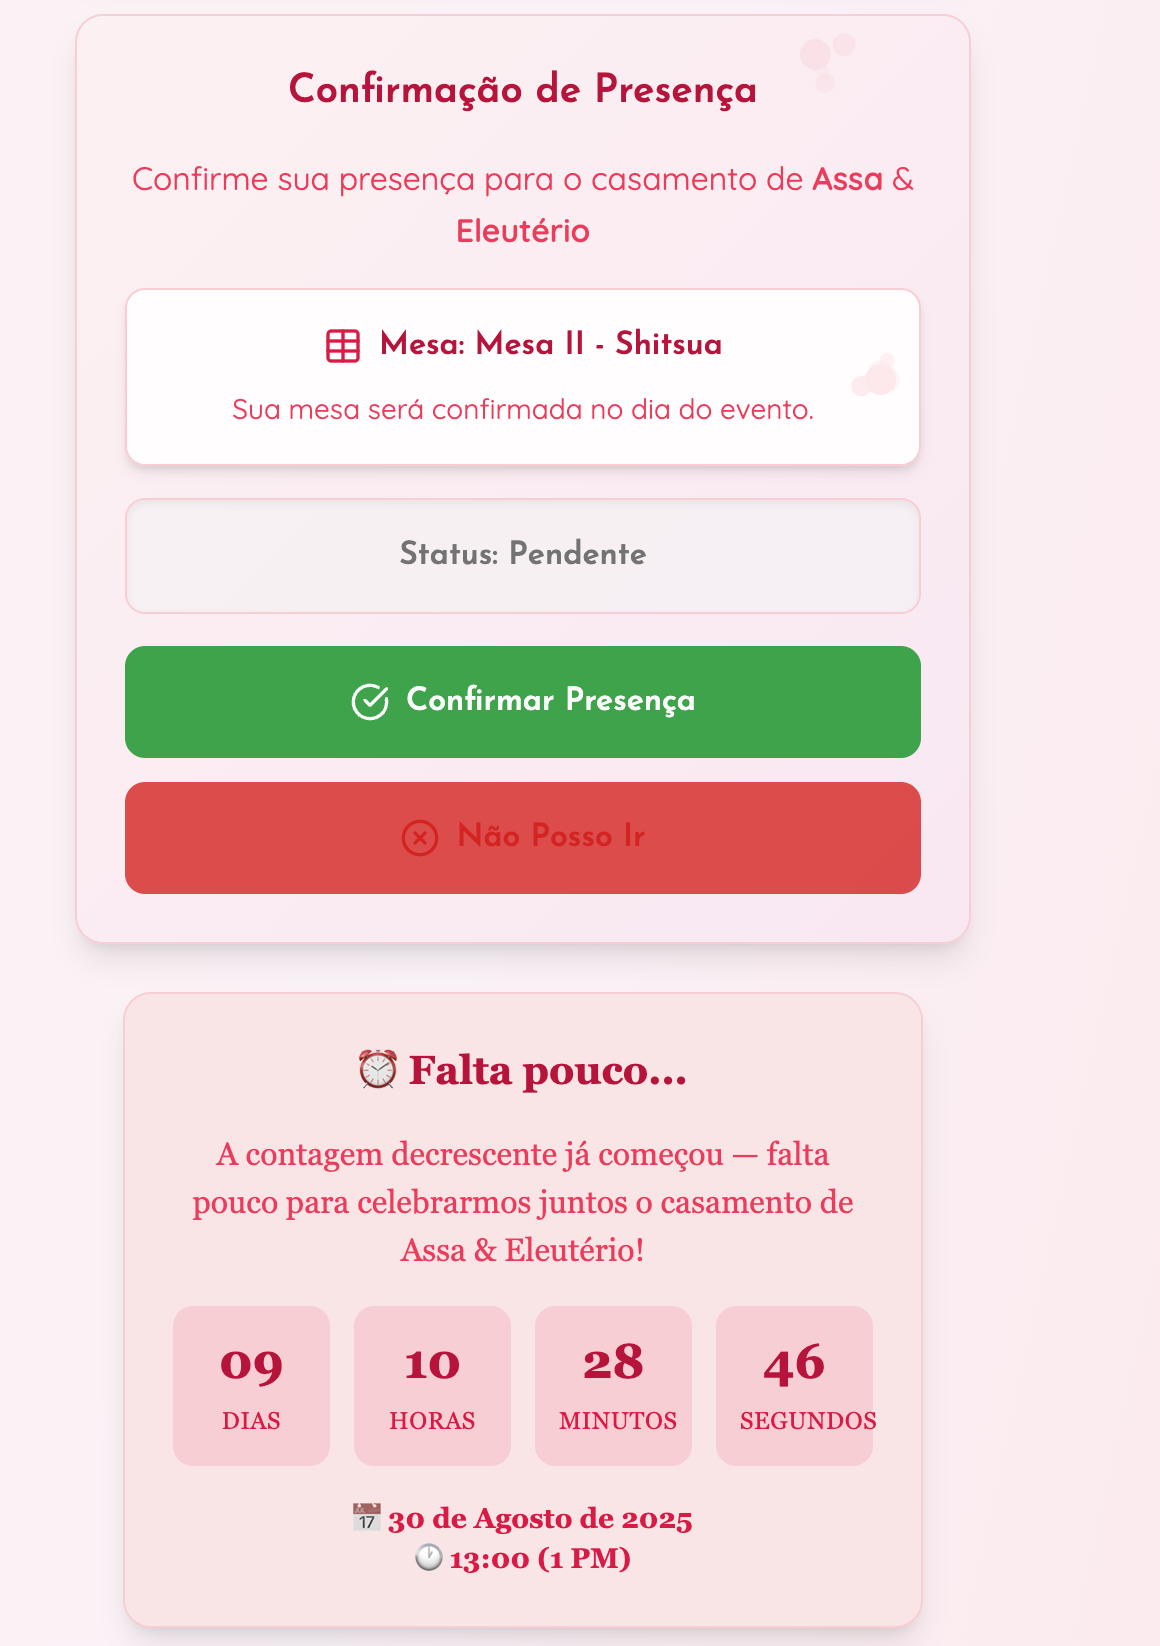 Confirmação de Presença
Confirme sua presença para o casamento de Assa &
Eleutério
Mesa: Mesa II - Shitsua
Sua mesa será confirmada no dia do evento.
Status: Pendente
Confirmar Presença
Não Posso Ir
⏰ Falta pouco...
A contagem decrescente já começou — falta
pouco para celebrarmos juntos o casamento de
Assa & Eleutério!
09 10 28 46
DIAS HORAS MINUTOS SEGUNDOS
📅 30 de Agosto de 2025
🕐 13:00 (1 PM)